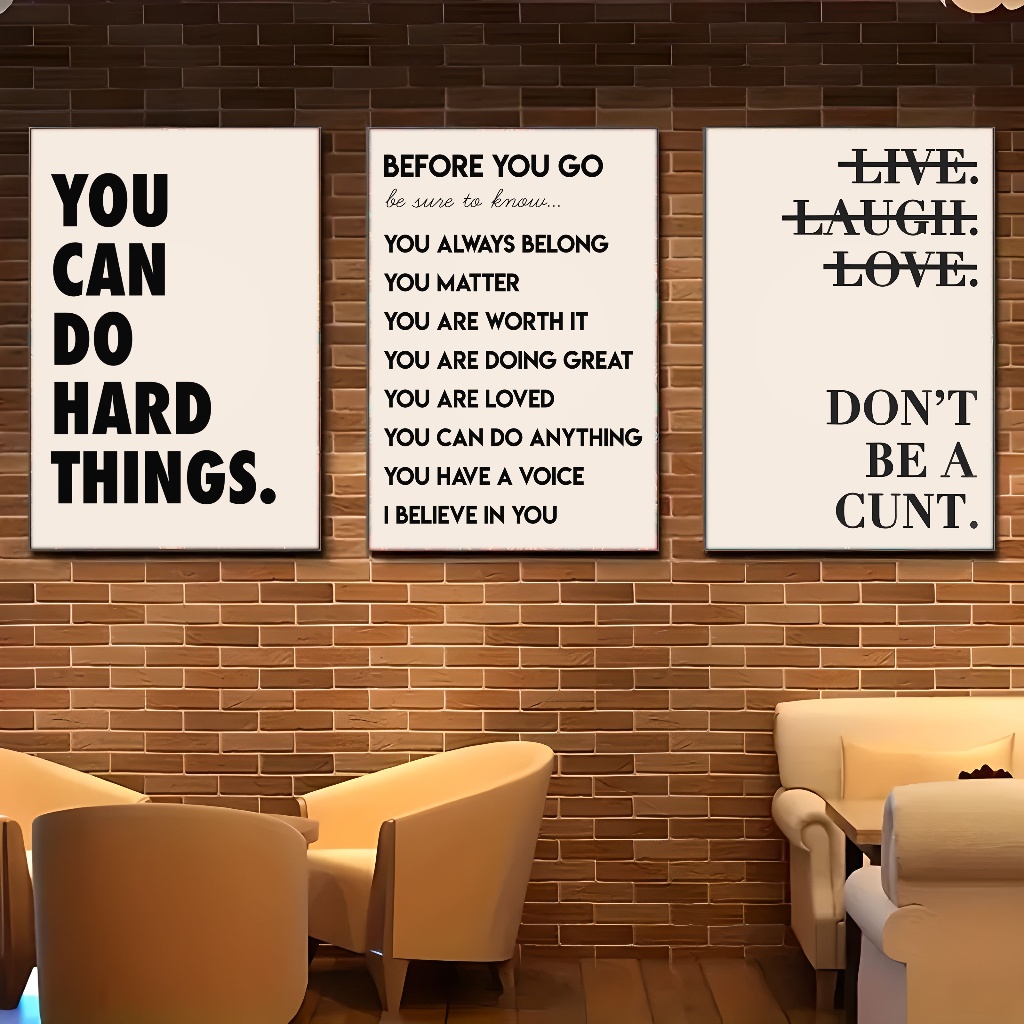 YOU
CAN
DO
HARD
THINGS.
BEFORE YOU GO
be sure to know...
YOU ALWAYS BELONG
YOU MATTER
YOU ARE WORTH IT
YOU ARE DOING GREAT
YOU ARE LOVED
YOU CAN DO ANYTHING
YOU HAVE A VOICE
I BELIEVE IN YOU
LIVE.
LAUGH.
LOVE.
DON’T
BE A
CUNT.